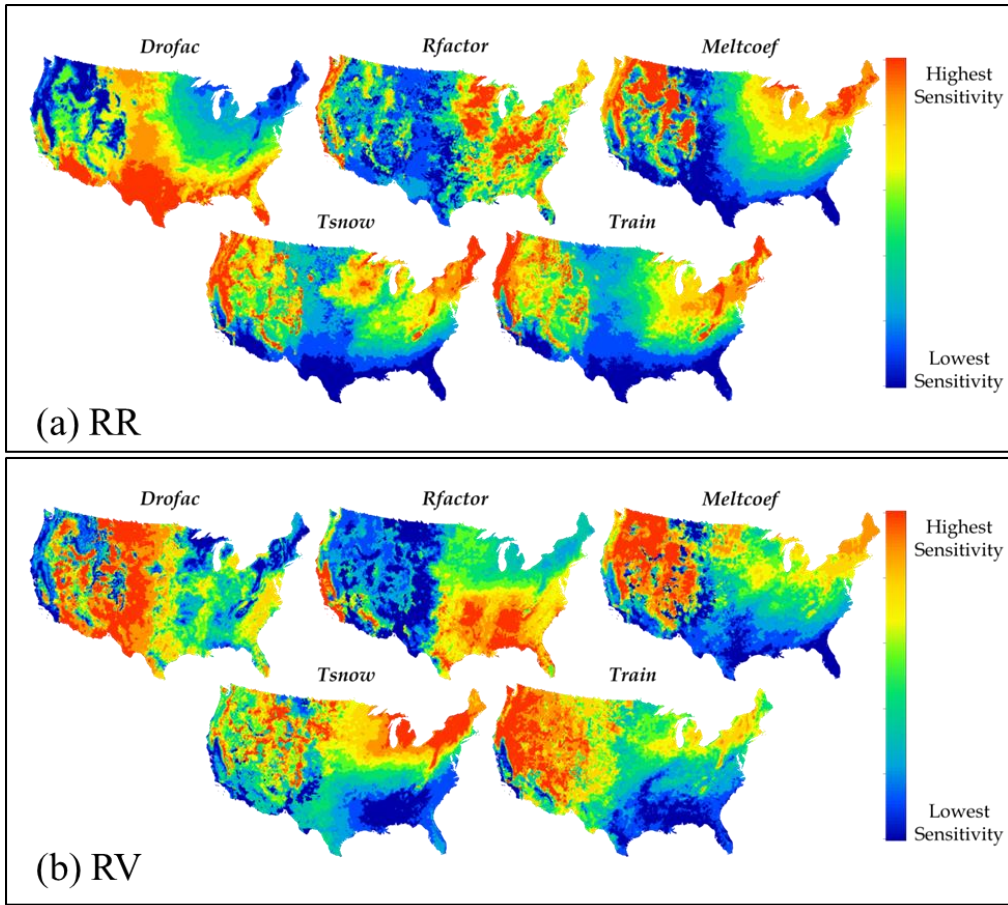 Drofac
Rfactor
Meltcoef
Highest
Sensitivity
Tsnow
Train
Lowest
Sensitivity
(a) RR
Drofac
Rfactor
Meltcoef
Highest
Sensitivity
Tsnow
Train
Lowest
Sensitivity
(b) RV